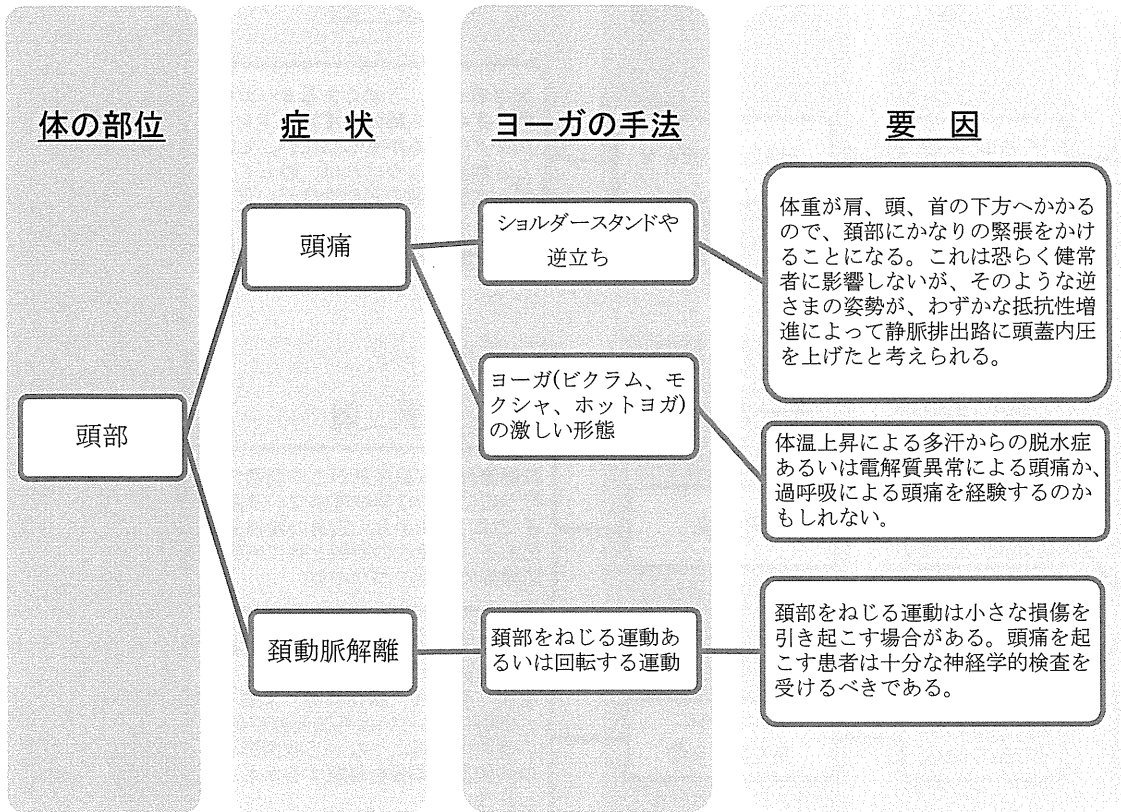 体の部位
症 状
ヨーガの手法
要 因
頭部
頭痛
ショルダースタンドや
逆立ち
体重が肩、頭、首の下方へかかる
ので、頚部にかなりの緊張をかけ
ることになる。これは恐らく健常
者に影響しないが、そのような逆
さまの姿勢が、わずかな抵抗性増
進によって静脈排出路に頭蓋内圧
を上げたと考えられる。
ヨーガ(ビクラム、モ
クシャ、ホットヨガ)
の激しい形態
体温上昇による多汗からの脱水症
あるいは電解質異常による頭痛か、
過呼吸による頭痛を経験するのか
もしれない。
頚動脈解離
頚部をねじる運動あ
るいは回転する運動
頚部をねじる運動は小さな損傷を
引き起こす場合がある。頭痛を起
こす患者は十分な神経学的検査を
受けるべきである。